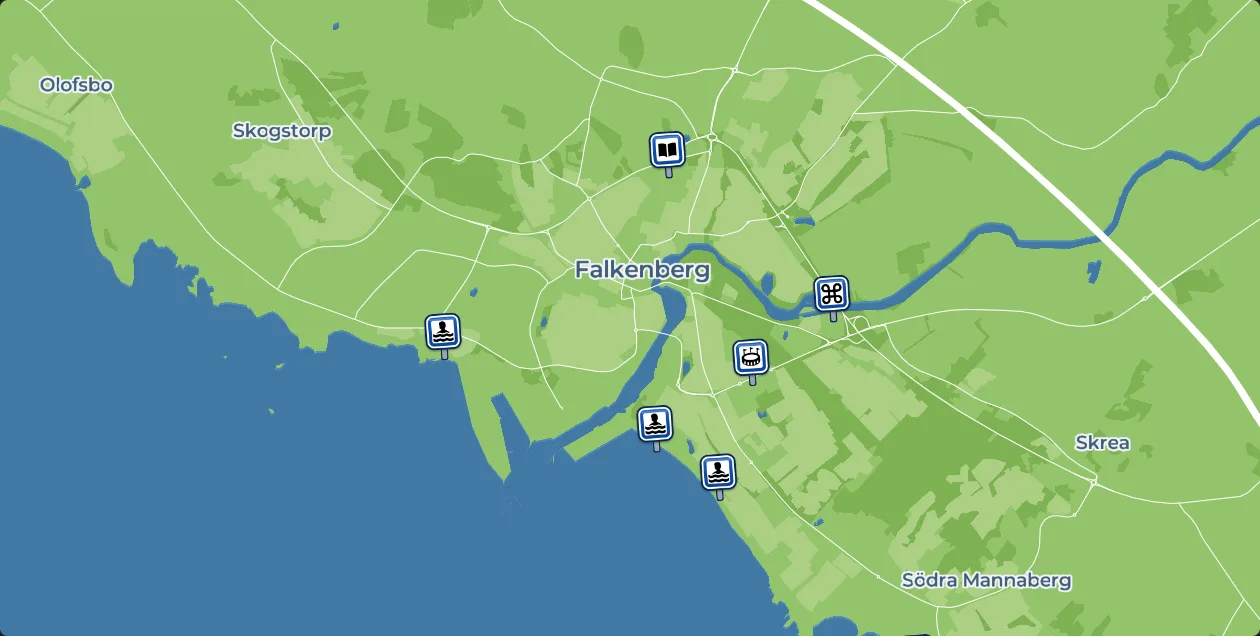 Olofsbo
Skogstorp
Falkenberg
Skrea
Södra Mannaberg